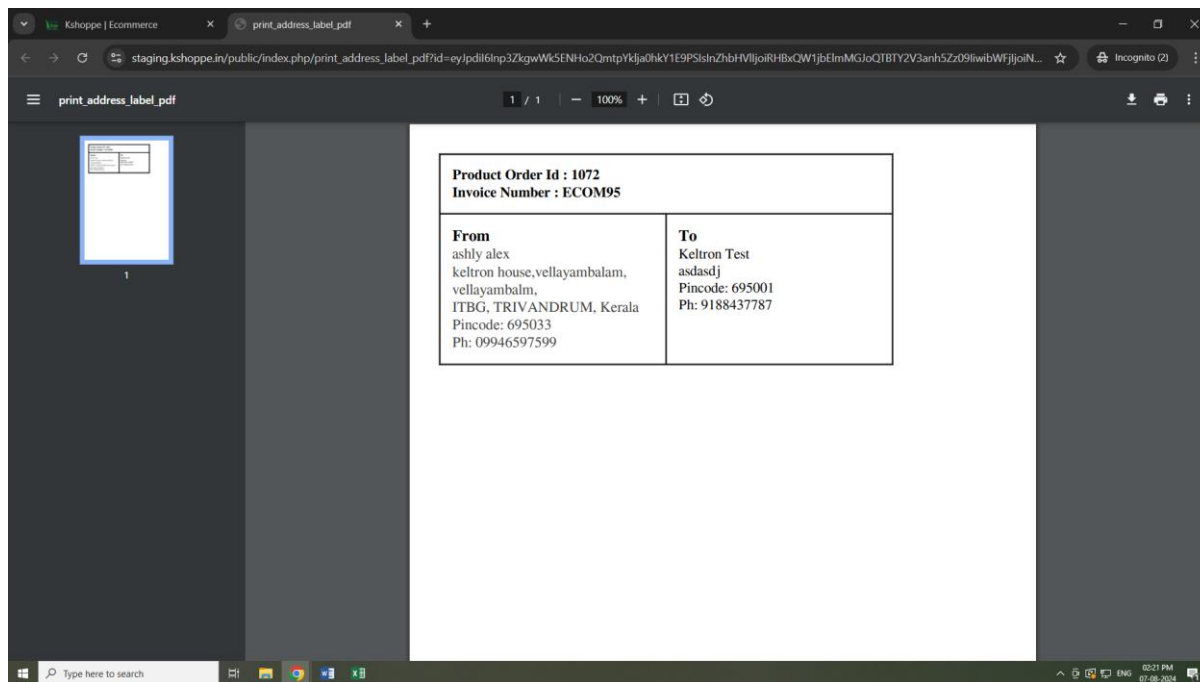 Kshoppe | Ecommerce
print_address_label_pdf
staging.kshoppe.in/public/index.php/print_address_label_pdf?id=
Incognito (2)
print_address_label_pdf
1 / 1
100%
1
Product Order Id : 1072
Invoice Number : ECOM95
From
ashly alex
keltron house,vellayambalam,
vellayambalm,
ITBG, TRIVANDRUM, Kerala
Pincode: 695033
Ph: 09946597599
To
Keltron Test
asdasdj
Pincode: 695001
Ph: 9188437787
Type here to search
ENG
02:21 PM
07-08-2024